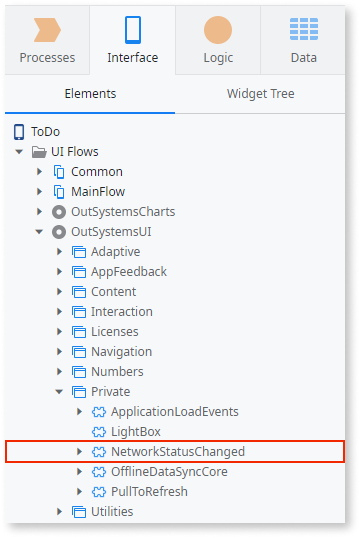 Processes Interface Logic Data
Elements Widget Tree
ToDo
UI Flows
Common
MainFlow
OutSystemsCharts
OutSystemsUI
Adaptive
AppFeedback
Content
Interaction
Licenses
Navigation
Numbers
Private
ApplicationLoadEvents
LightBox
NetworkStatusChanged
OfflineDataSyncCore
PullToRefresh
Utilities